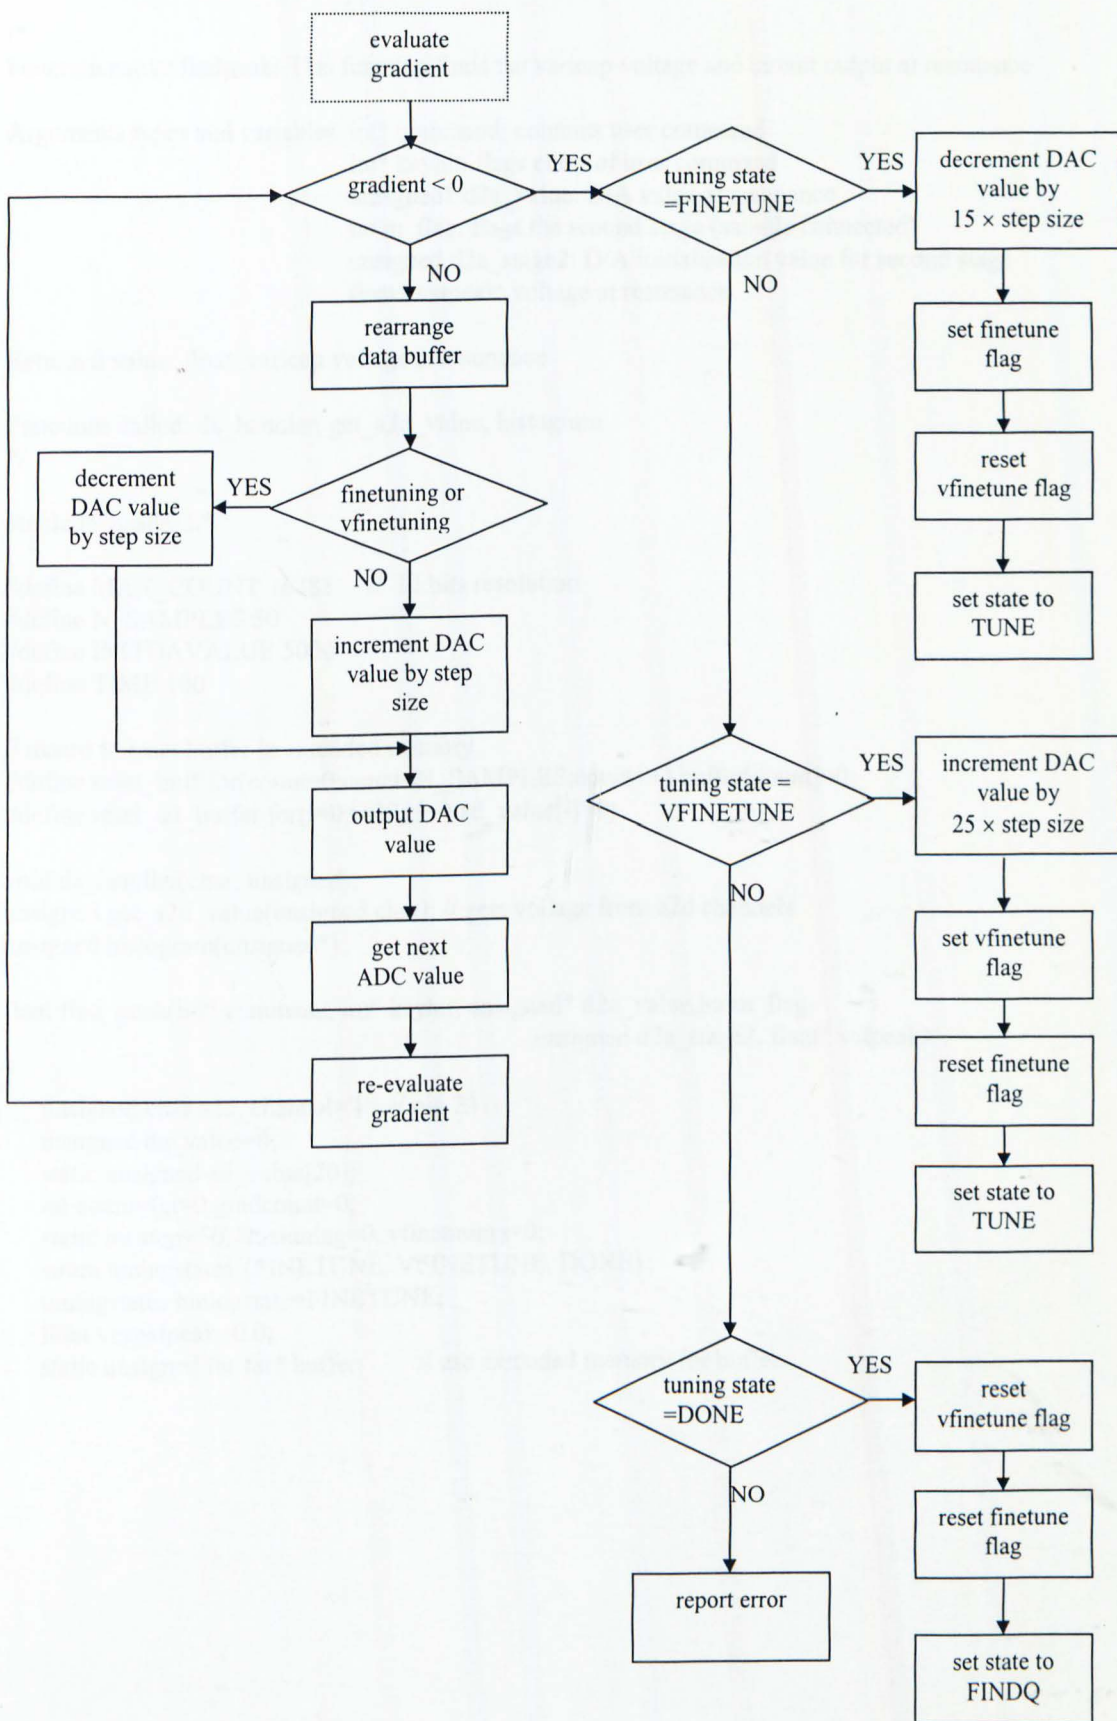 evaluate
gradient
gradient < 0
YES
tuning state
=FINETUNE
YES
decrement DAC
value by
15 × step size
NO
NO
rearrange
data buffer
set finetune
flag
reset
vfinetune flag
decrement
DAC value
by step size
YES
finetuning or
vfinetuning
NO
set state to
TUNE
increment DAC
value by step
size
tuning state =
VFINETUNE
YES
increment DAC
value by
25 × step size
output DAC
value
NO
get next
ADC value
set vfinetune
flag
re-evaluate
gradient
reset finetune
flag
set state to
TUNE
tuning state
=DONE
YES
reset
vfinetune flag
NO
reset finetune
flag
report error
set state to
FINDQ